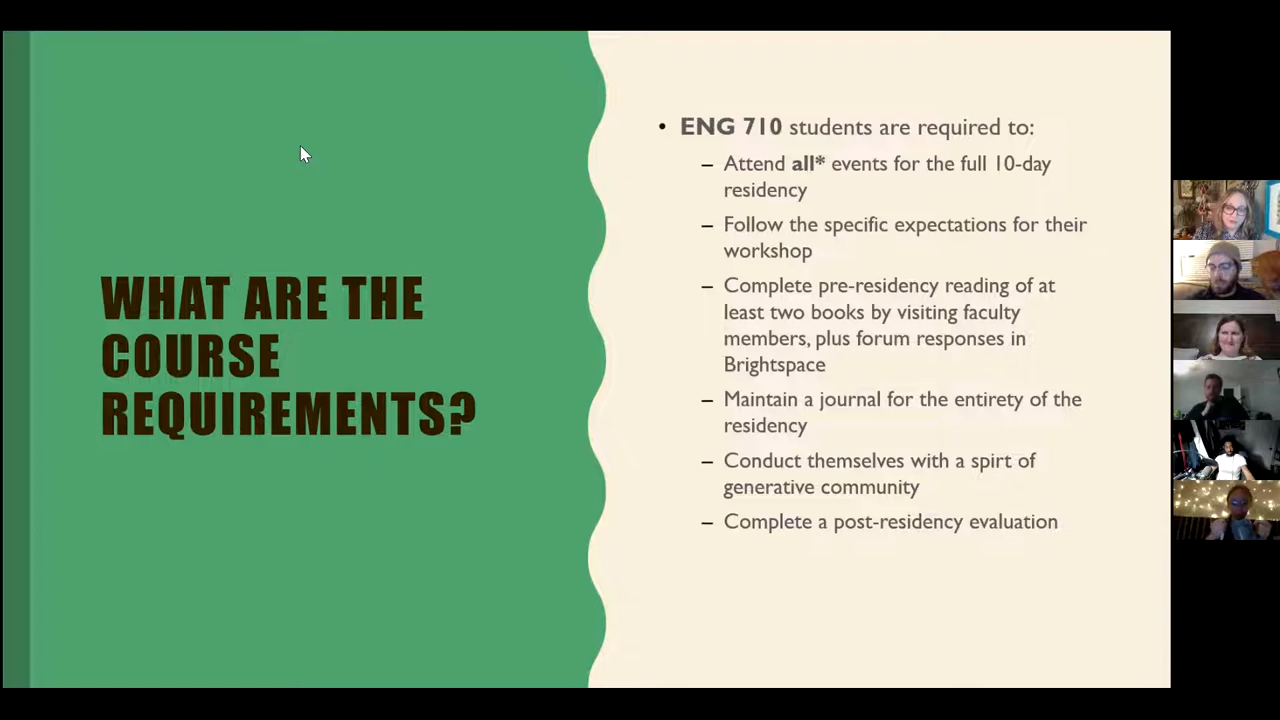 WHAT ARE THE
COURSE
REQUIREMENTS?
• ENG 710 students are required to:
– Attend all* events for the full 10-day
residency
– Follow the specific expectations for their
workshop
– Complete pre-residency reading of at
least two books by visiting faculty
members, plus forum responses in
Brightspace
– Maintain a journal for the entirety of the
residency
– Conduct themselves with a spirt of
generative community
– Complete a post-residency evaluation